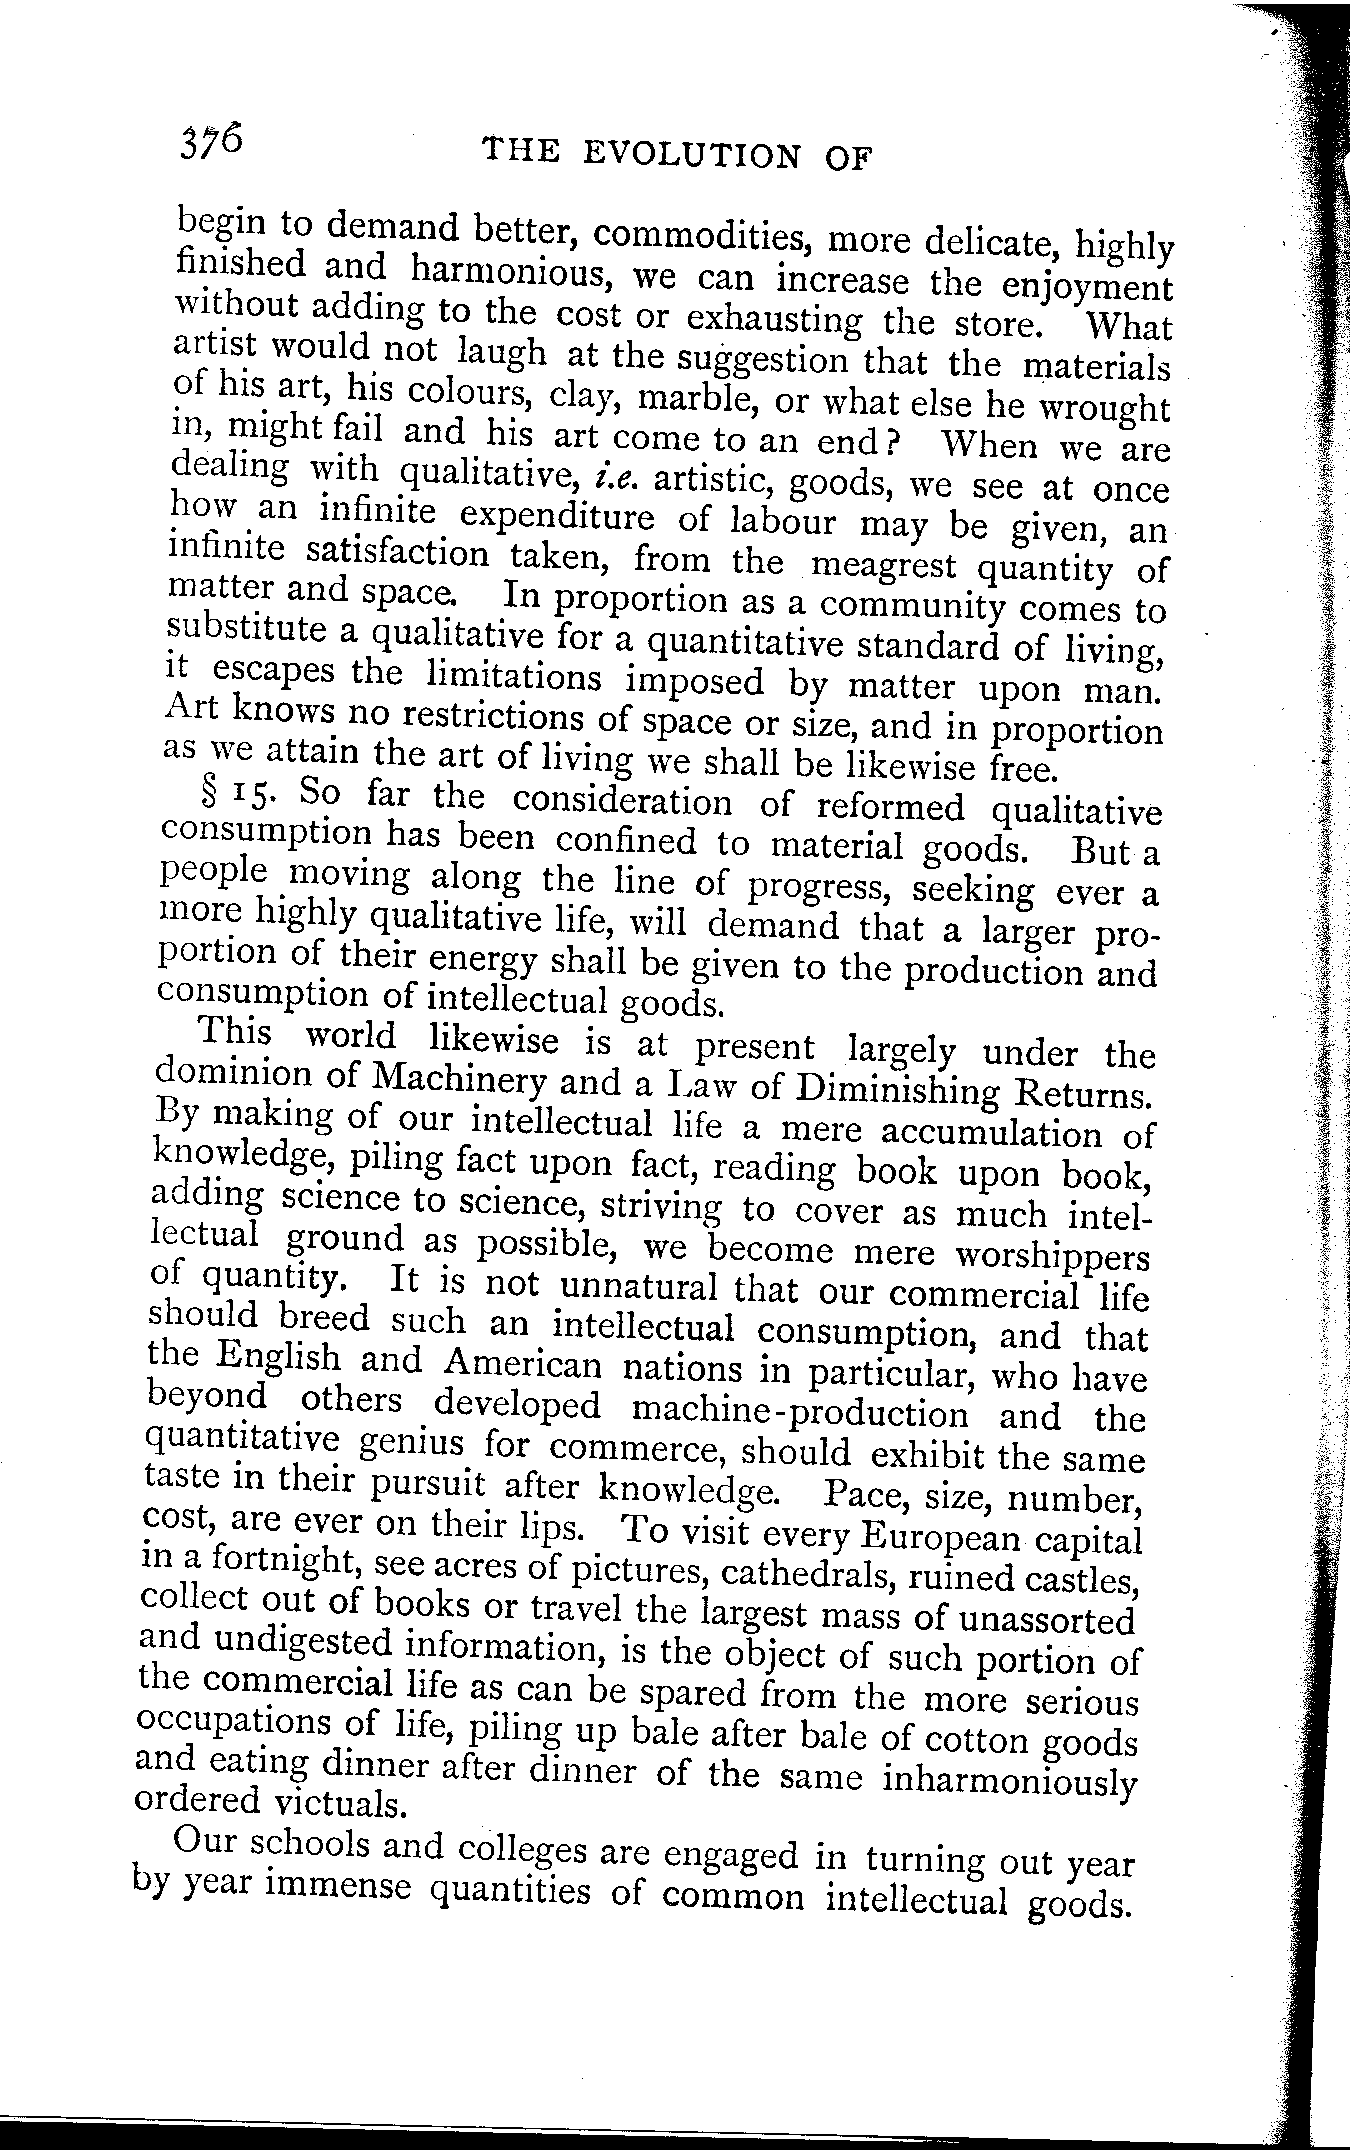 376 THE EVOLUTION OF
begin to demand better, commodities, more delicate, highly
finished and harmonious, we can increase the enjoyment
without adding to the cost or exhausting the store. What
artist would not laugh at the suggestion that the materials
of his art, his colours, clay, marble, or what else he wrought
in, might fail and his art come to an end? When we are
dealing with qualitative, i.e. artistic, goods, we see at once
how an infinite expenditure of labour may be given, an
infinite satisfaction taken, from the meagrest quantity of
matter and space. In proportion as a community comes to
substitute a qualitative for a quantitative standard of living,
it escapes the limitations imposed by matter upon man.
Art knows no restrictions of space or size, and in proportion
as we attain the art of living we shall be likewise free.
§ 15. So far the consideration of reformed qualitative
consumption has been confined to material goods. But a
people moving along the line of progress, seeking ever a
more highly qualitative life, will demand that a larger pro-
portion of their energy shall be given to the production and
consumption of intellectual goods.
This world likewise is at present largely under the
dominion of Machinery and a Law of Diminishing Returns.
By making of our intellectual life a mere accumulation of
knowledge, piling fact upon fact, reading book upon book,
adding science to science, striving to cover as much intel-
lectual ground as possible, we become mere worshippers
of quantity. It is not unnatural that our commercial life
should breed such an intellectual consumption, and that
the English and American nations in particular, who have
beyond others developed machine-production and the
quantitative genius for commerce, should exhibit the same
taste in their pursuit after knowledge. Pace, size, number,
cost, are ever on their lips. To visit every European capital
in a fortnight, see acres of pictures, cathedrals, ruined castles,
collect out of books or travel the largest mass of unassorted
and undigested information, is the object of such portion of
the commercial life as can be spared from the more serious
occupations of life, piling up bale after bale of cotton goods
and eating dinner after dinner of the same inharmoniously
ordered victuals.
Our schools and colleges are engaged in turning out year
by year immense quantities of common intellectual goods.